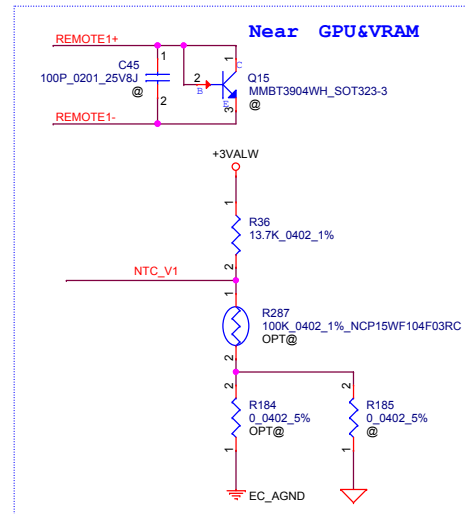 Near GPU&VRAM
REMOTE1+
C45
100P_0201_25V8J
@
1
2
1
C
2
B
E
3
Q15
MMBT3904WH_SOT323-3
@
REMOTE1-
+3VALW
1
R36
13.7K_0402_1%
2
NTC_V1
1
R287
100K_0402_1%_NCP15WF104F03RC
OPT@
2
2
R184
0_0402_5%
OPT@
1
2
R185
0_0402_5%
@
1
EC_AGND